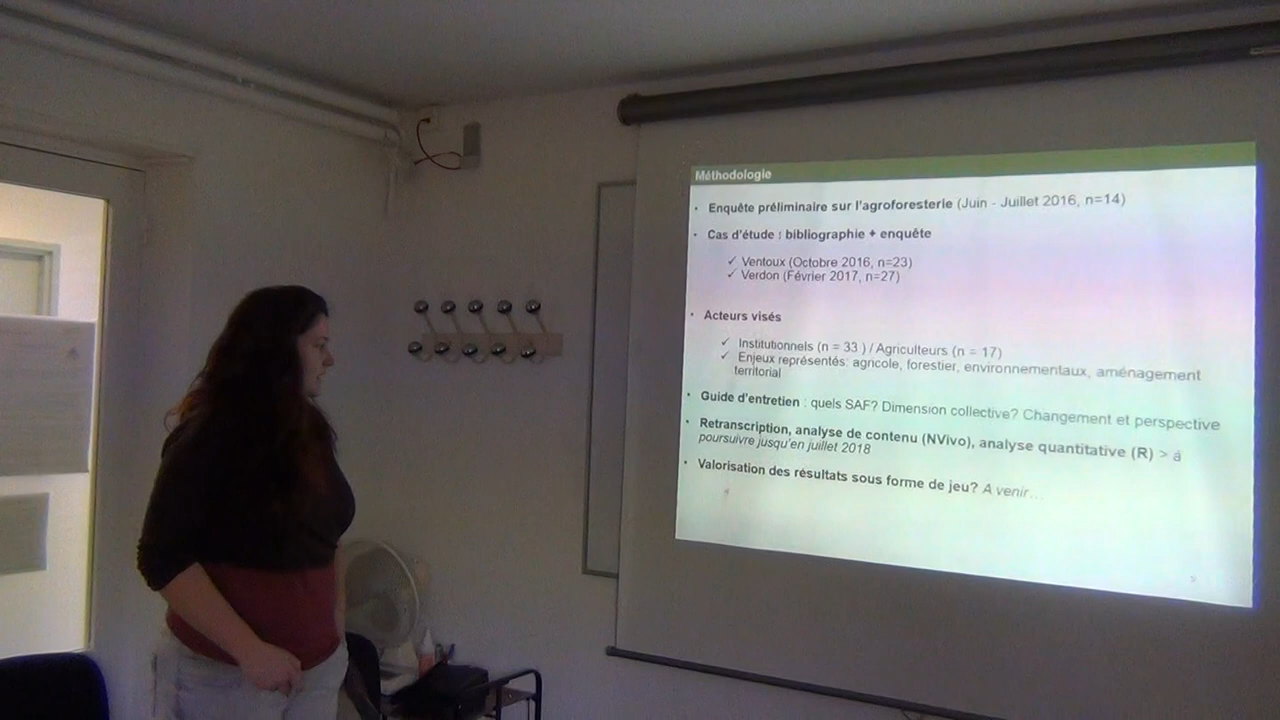 Méthodologie
• Enquête préliminaire sur l'agroforesterie (Juin - Juillet 2016, n=14)
• Cas d'étude : bibliographie + enquête
✓ Ventoux (Octobre 2016, n=23)
✓ Verdon (Février 2017, n=27)
• Acteurs visés
✓ Institutionnels (n = 33 ) / Agriculteurs (n = 17)
✓ Enjeux représentés: agricole, forestier, environnementaux, aménagement
territorial
• Guide d'entretien : quels SAF? Dimension collective? Changement et perspective
• Retranscription, analyse de contenu (NVivo), analyse quantitative (R) > à
poursuivre jusqu'en juillet 2018
• Valorisation des résultats sous forme de jeu? A venir…